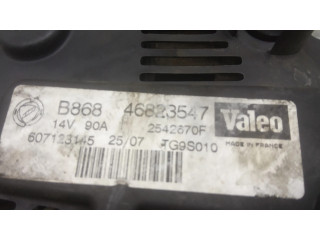 B868 46823547
14V 90A 2542670F Valeo
607123145 25/07 TG9S010 MADE IN FRANCE